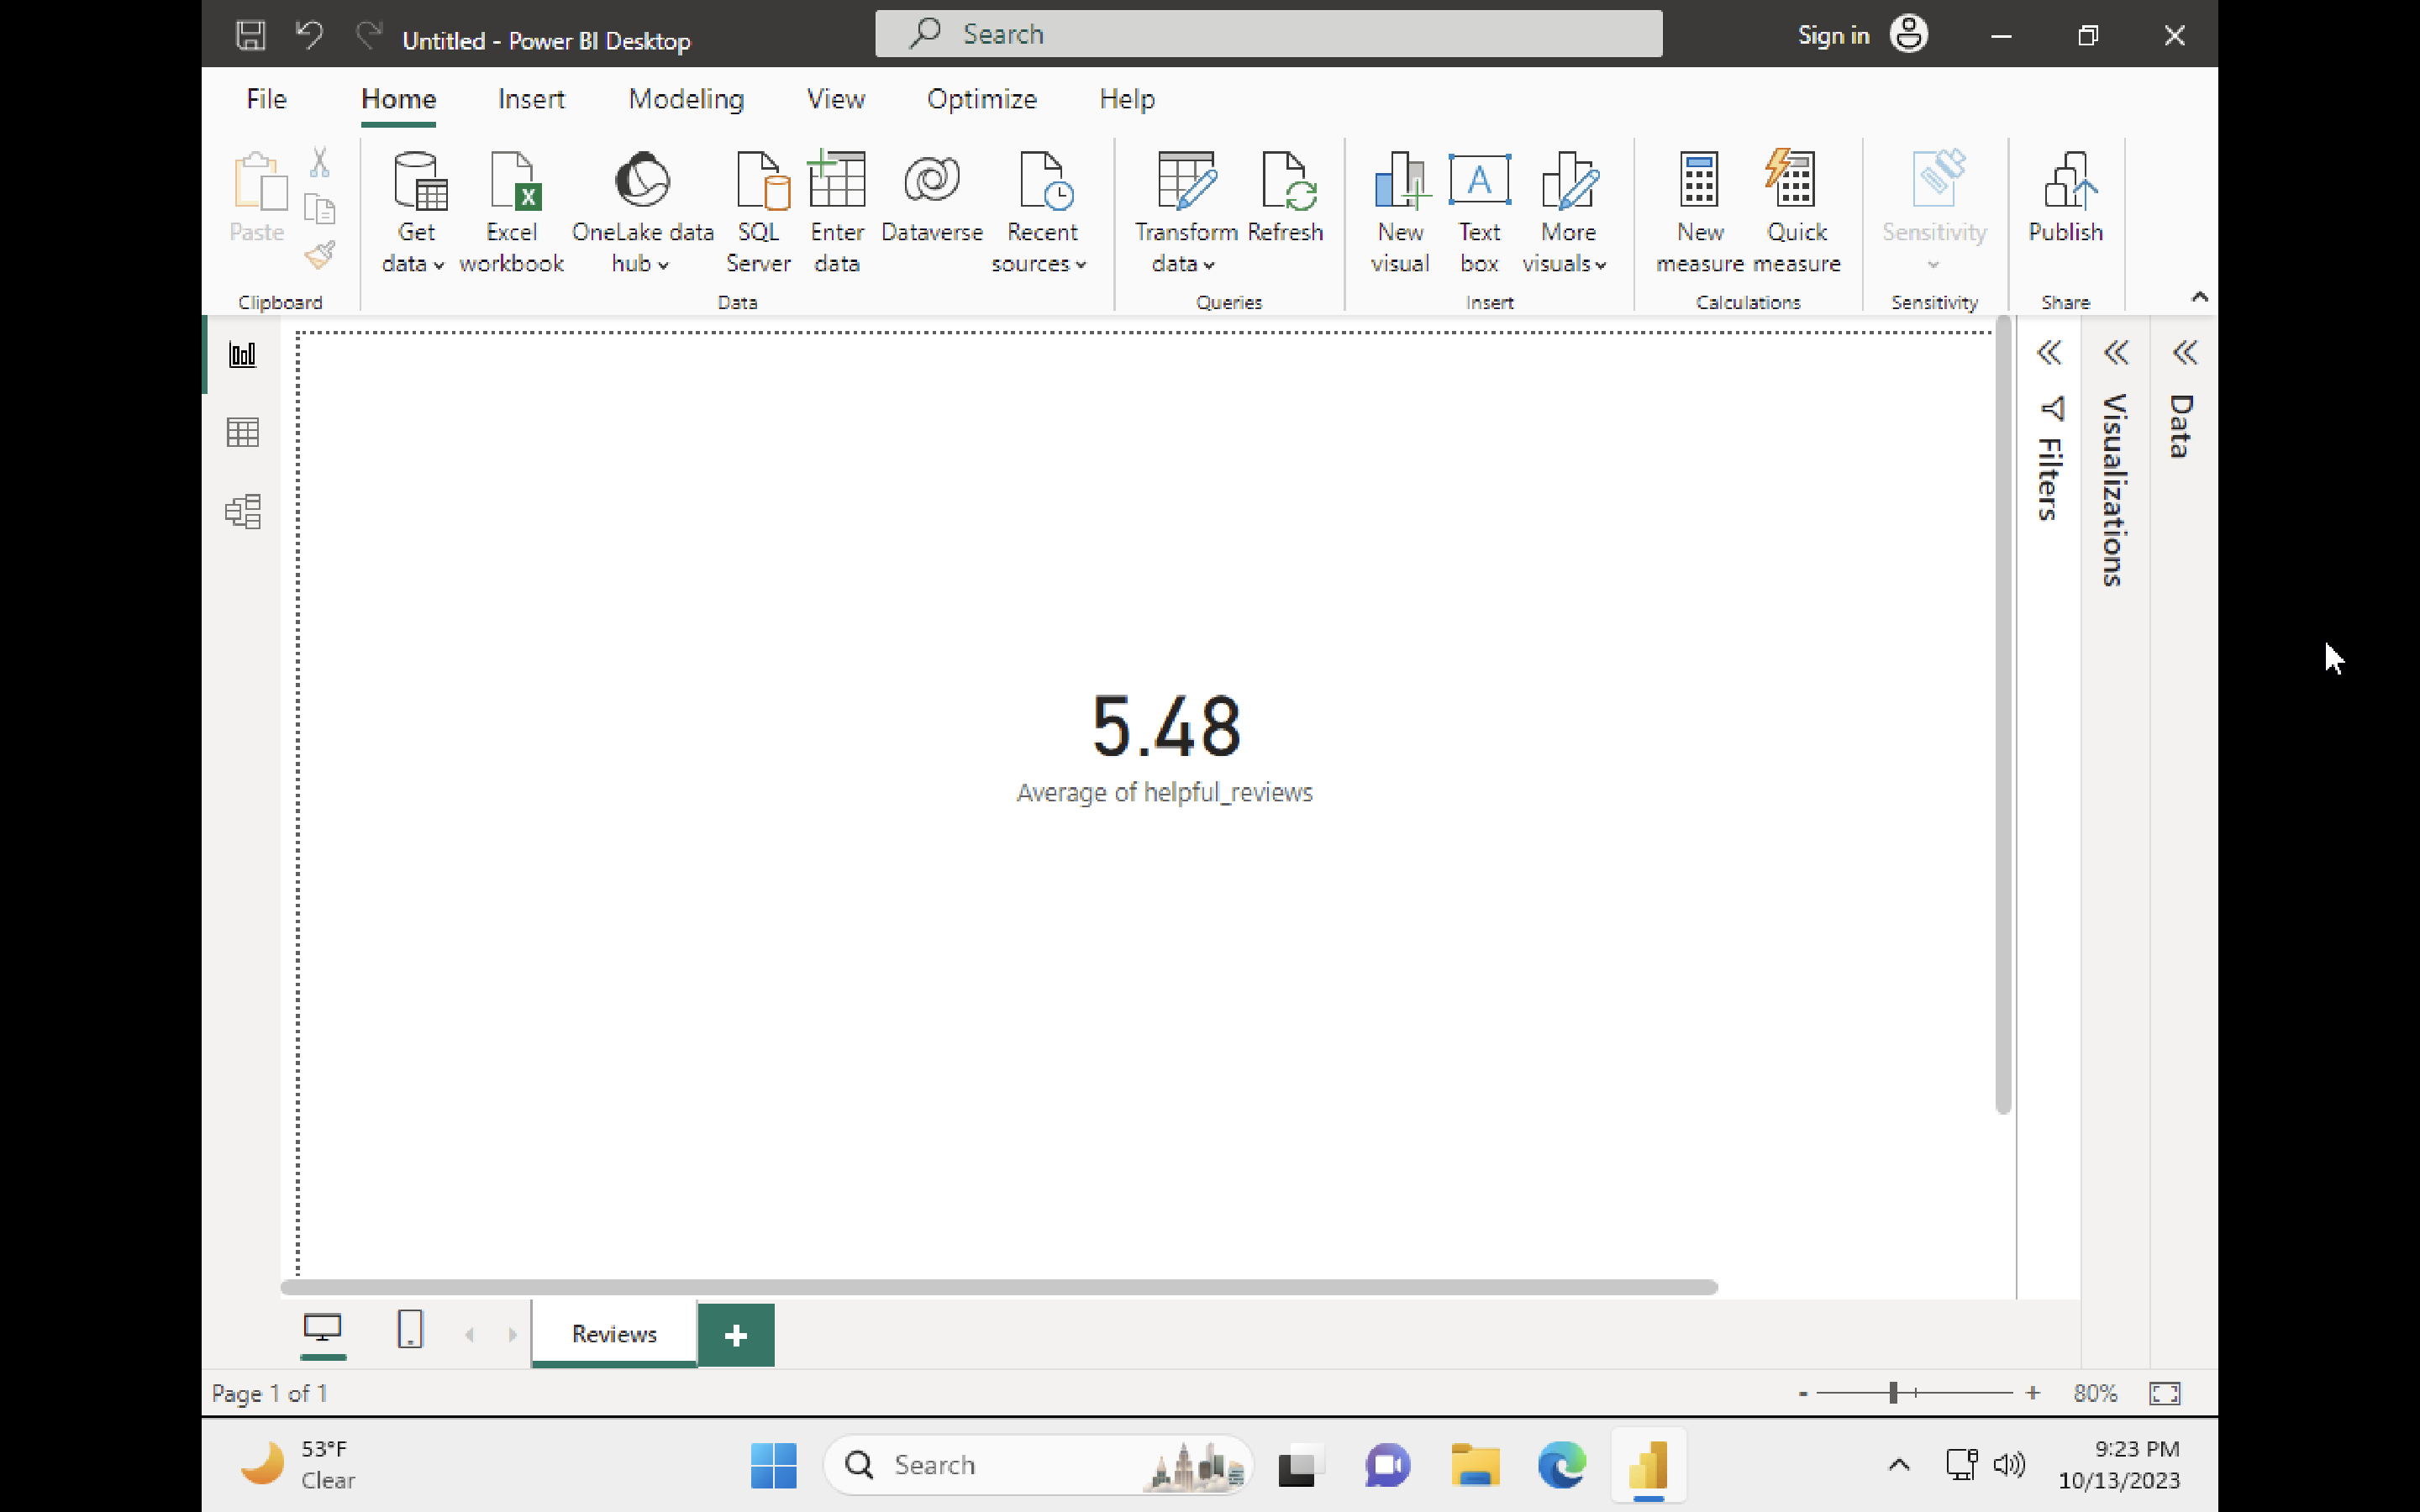 Untitled - Power BI Desktop
Search
Sign in
File Home Insert Modeling View Optimize Help
Paste
Get data
Excel workbook
OneLake data hub
SQL Server
Enter data
Dataverse
Recent sources
Transform data
Refresh
New visual
Text box
More visuals
New measure
Quick measure
Sensitivity
Publish
Clipboard
Data
Queries
Insert
Calculations
Sensitivity
Share
Filters
Visualizations
Data
5.48
Average of helpful_reviews
Reviews
Page 1 of 1
- + 80%
53°F
Clear
Search
9:23 PM
10/13/2023